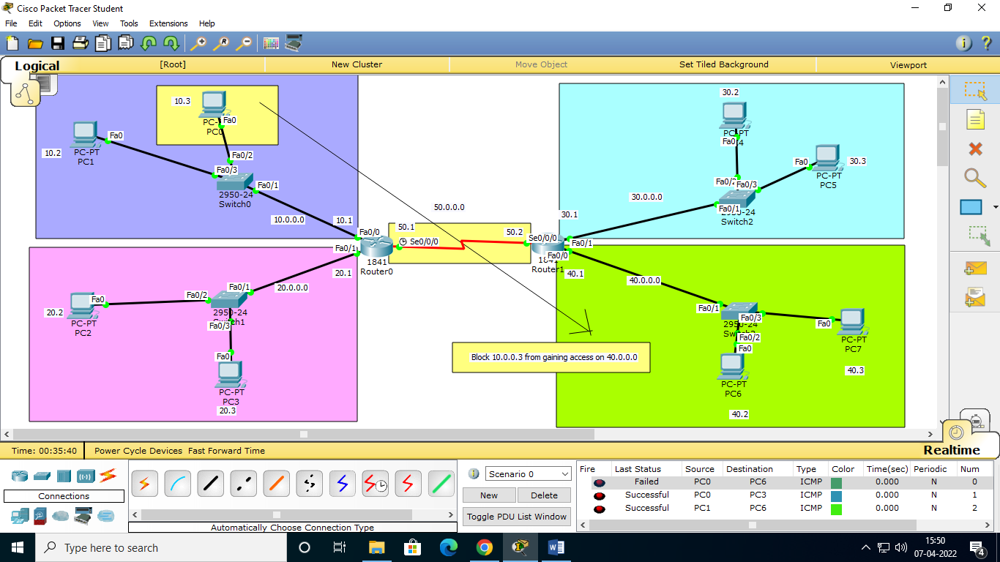 Cisco Packet Tracer Student
File Edit Options View Tools Extensions Help
Logical [Root] New Cluster Move Object Set Tiled Background Viewport
10.3
Fa0
PC0
Fa0
10.2
PC-PT
PC1
Fa0/2
Fa0/3
Fa0/1
2950-24
Switch0
10.0.0.0
10.1
Fa0/0
50.0.0.0
50.1
Se0/0/0
50.2
Se0/0/0
30.2
PC-PT
Fa0
Fa0
30.3
PC-PT
PC5
Fa0/2
Fa0/3
30.0.0.0
Fa0/1
Switch2
30.1
Fa0/1
Fa0/0
Router1
40.1
Fa0/1
1841
Router0
20.1
20.0.0.0
Fa0/1
Fa0/2
Fa0
20.2
PC-PT
PC2
2950-24
Fa0/3
Fa0
PC-PT
PC3
20.3
40.0.0.0
Fa0/1
Fa0/3
Fa0/2
Fa0
Fa0
PC-PT
PC7
40.3
PC-PT
PC6
40.2
Block 10.0.0.3 from gaining access on 40.0.0.0
Time: 00:35:40 Power Cycle Devices Fast Forward Time
Realtime
Connections
Automatically Choose Connection Type
Scenario 0
New Delete
Toggle PDU List Window
Fire Last Status Source Destination Type Color Time(sec) Periodic Num
Failed PC0 PC6 ICMP 0.000 N 0
Successful PC0 PC3 ICMP 0.000 N 1
Successful PC1 PC6 ICMP 0.000 N 2
Type here to search
15:50
07-04-2022
4